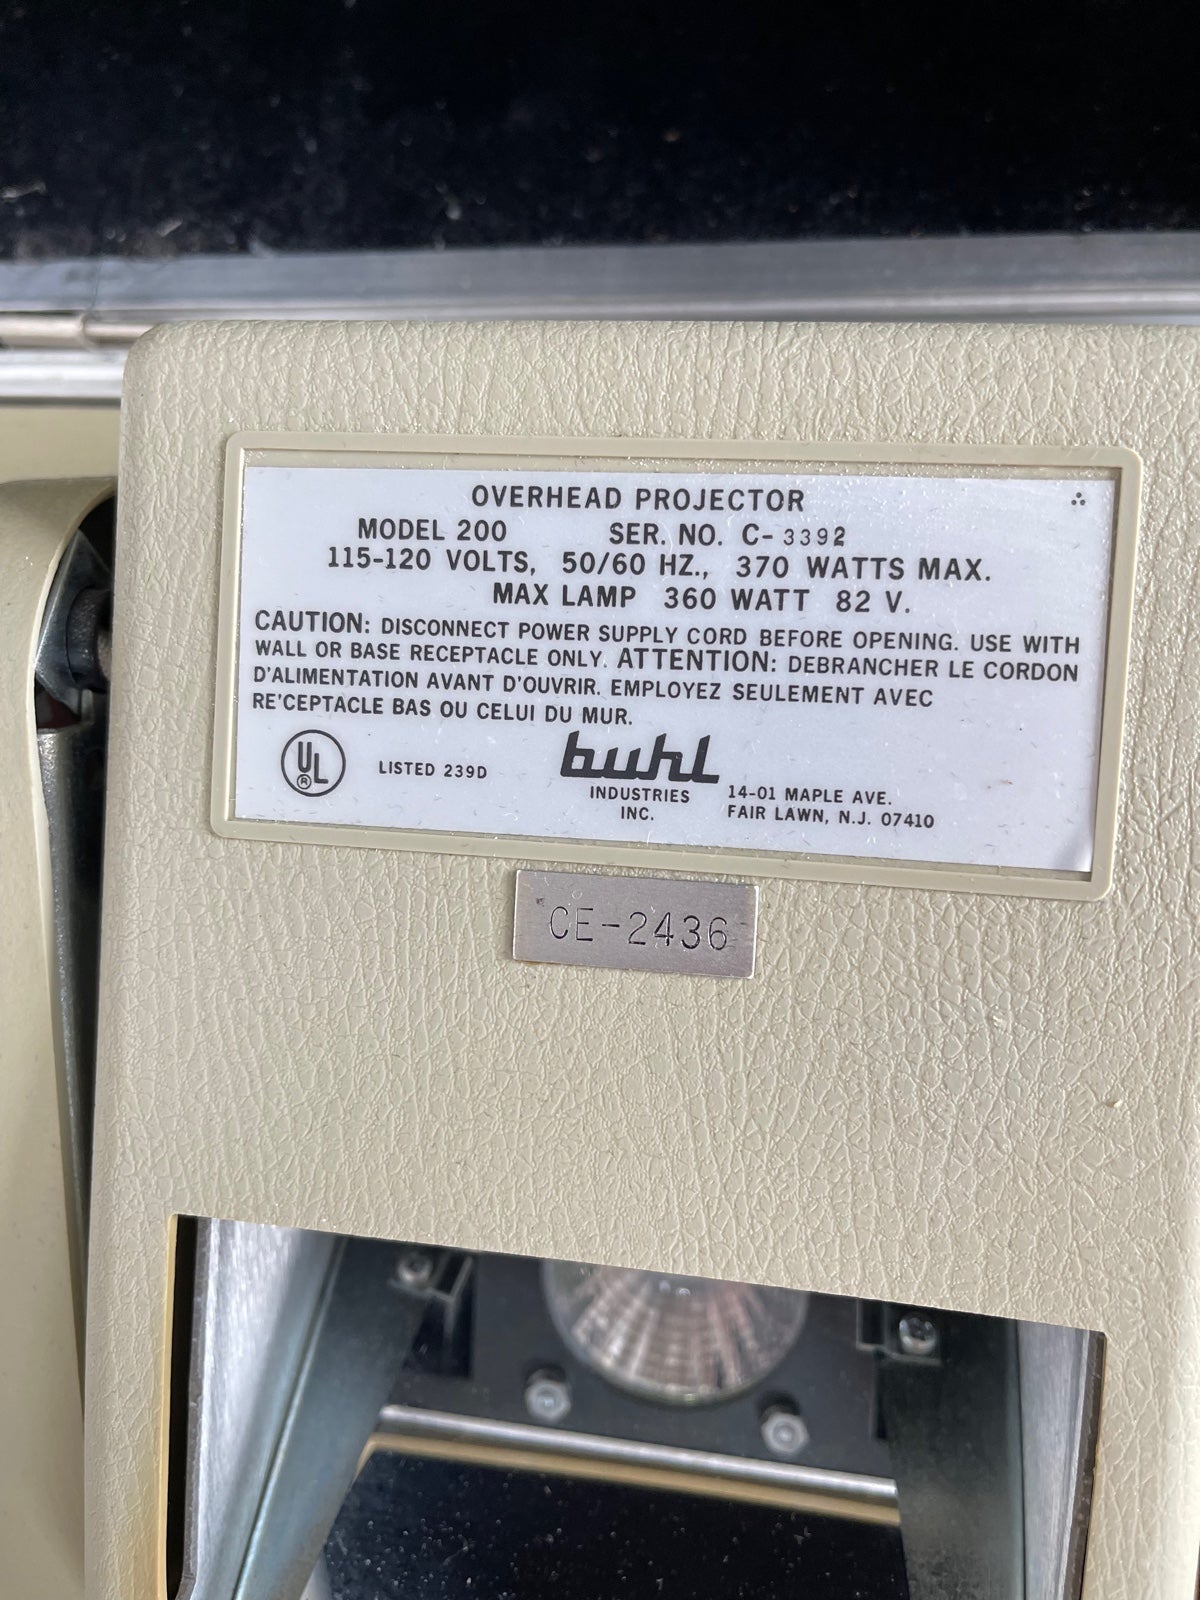 OVERHEAD PROJECTOR
MODEL 200 SER. NO. C-3392
115-120 VOLTS, 50/60 HZ., 370 WATTS MAX.
MAX LAMP 360 WATT 82 V.
CAUTION: DISCONNECT POWER SUPPLY CORD BEFORE OPENING. USE WITH
WALL OR BASE RECEPTACLE ONLY. ATTENTION: DEBRANCHER LE CORDON
D'ALIMENTATION AVANT D'OUVRIR. EMPLOYEZ SEULEMENT AVEC
RE'CEPTACLE BAS OU CELUI DU MUR.
UL ® LISTED 239D
buhl
INDUSTRIES
INC.
14-01 MAPLE AVE.
FAIR LAWN, N.J. 07410
CE-2436